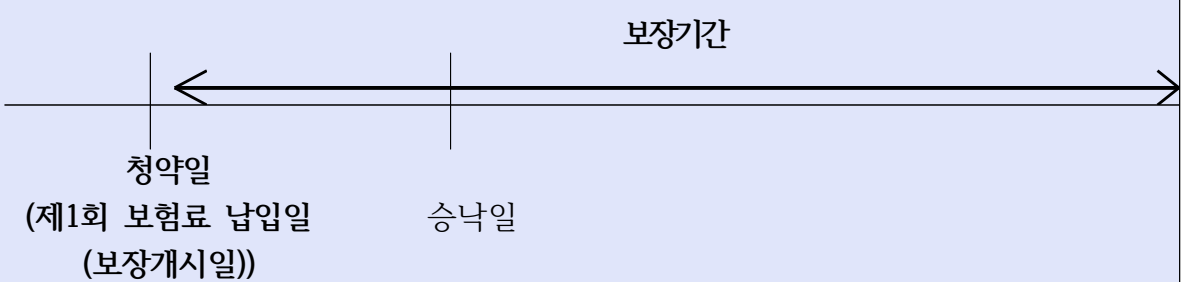 보장기간
청약일
(제1회 보험료 납입일
(보장개시일))
승낙일